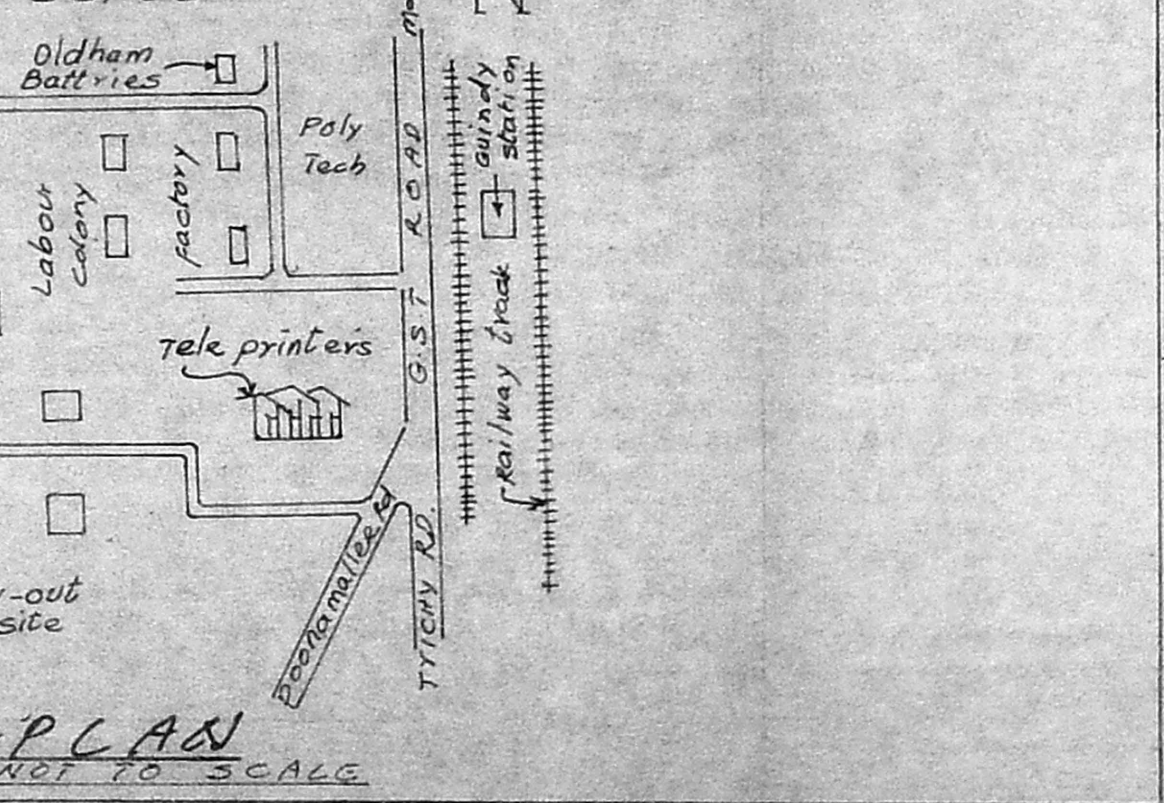 Oldham
Battries
Poly
Tech
Labour
Colony
Factory
G.S.T ROAD
Guindy
station
Railway track
Tele printers
Poonamallee Rd
TRICHY RD.
-out
site
PLAN
NOT TO SCALE